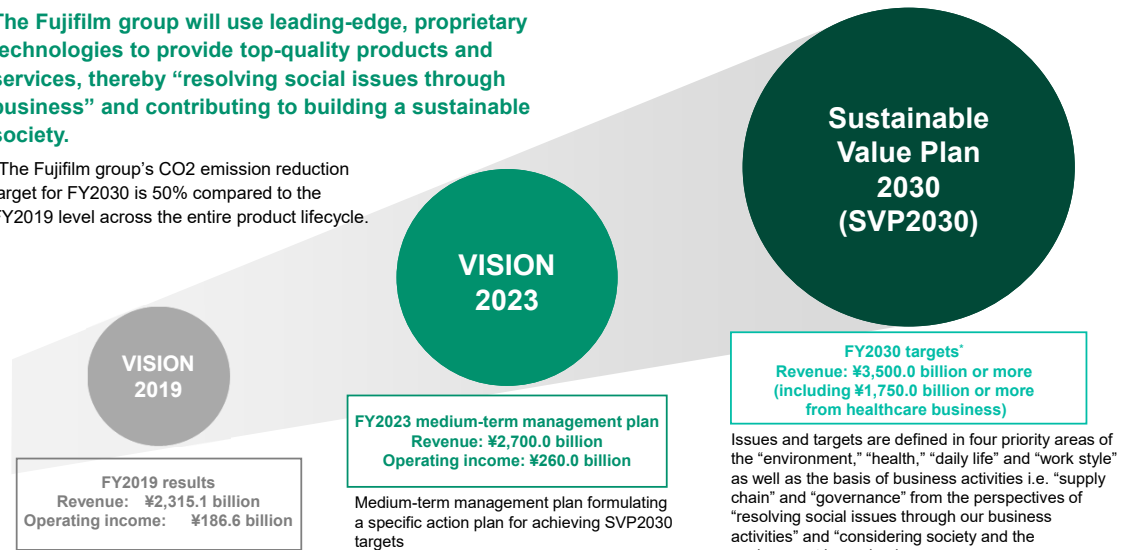 The Fujifilm group will use leading-edge, proprietary
technologies to provide top-quality products and
services, thereby “resolving social issues through
business” and contributing to building a sustainable
society.
The Fujifilm group’s CO2 emission reduction
target for FY2030 is 50% compared to the
FY2019 level across the entire product lifecycle.
VISION
2019
FY2019 results
Revenue: ¥2,315.1 billion
Operating income: ¥186.6 billion
VISION
2023
FY2023 medium-term management plan
Revenue: ¥2,700.0 billion
Operating income: ¥260.0 billion
Medium-term management plan formulating
a specific action plan for achieving SVP2030
targets
Sustainable
Value Plan
2030
(SVP2030)
FY2030 targets*
Revenue: ¥3,500.0 billion or more
(including ¥1,750.0 billion or more
from healthcare business)
Issues and targets are defined in four priority areas of
the “environment,” “health,” “daily life” and “work style”
as well as the basis of business activities i.e. “supply
chain” and “governance” from the perspectives of
“resolving social issues through our business
activities” and “considering society and the